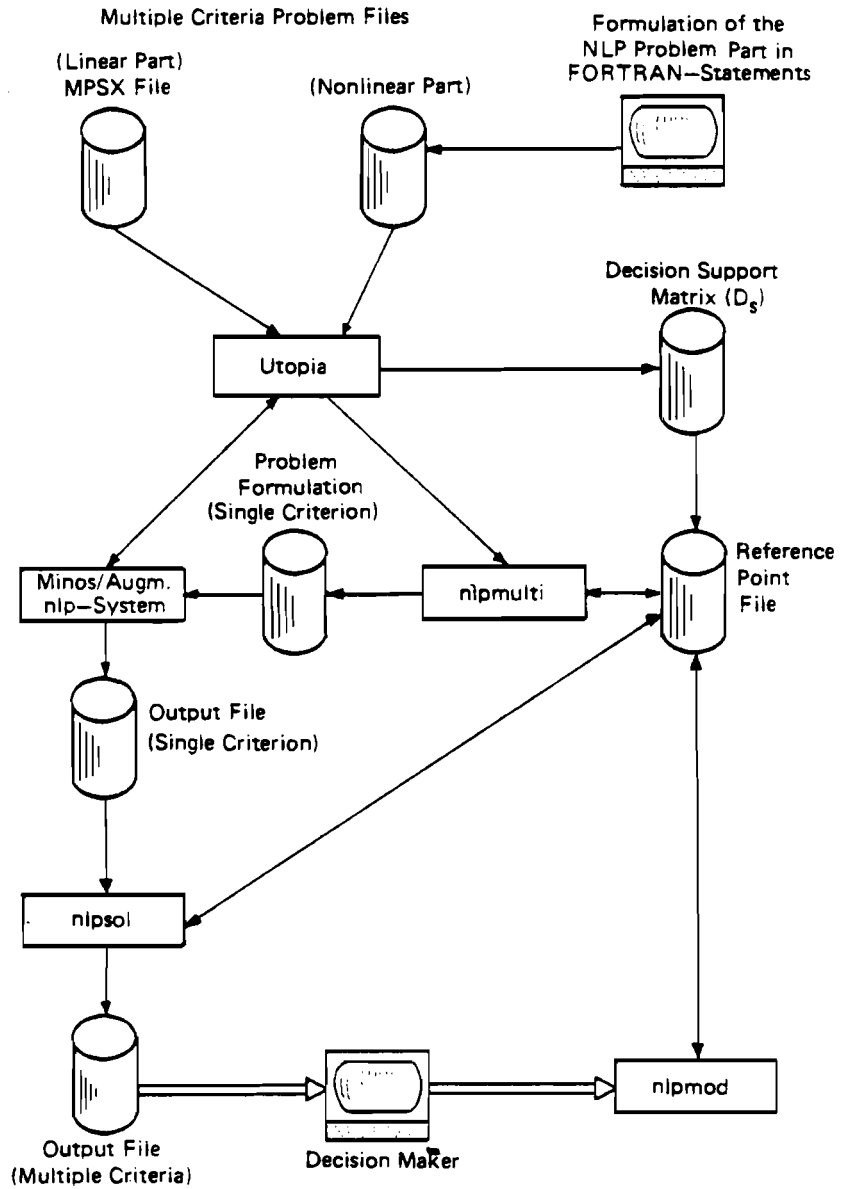 Multiple Criteria Problem Files
Formulation of the
NLP Problem Part in
FORTRAN-Statements
(Linear Part)
MPSX File
(Nonlinear Part)
Decision Support
Matrix (Ds)
Utopia
Problem
Formulation
(Single Criterion)
Minos/Augm.
nlp-System
nlpmulti
Reference
Point
File
Output File
(Single Criterion)
nlpsol
nlpmod
Output File
(Multiple Criteria)
Decision Maker